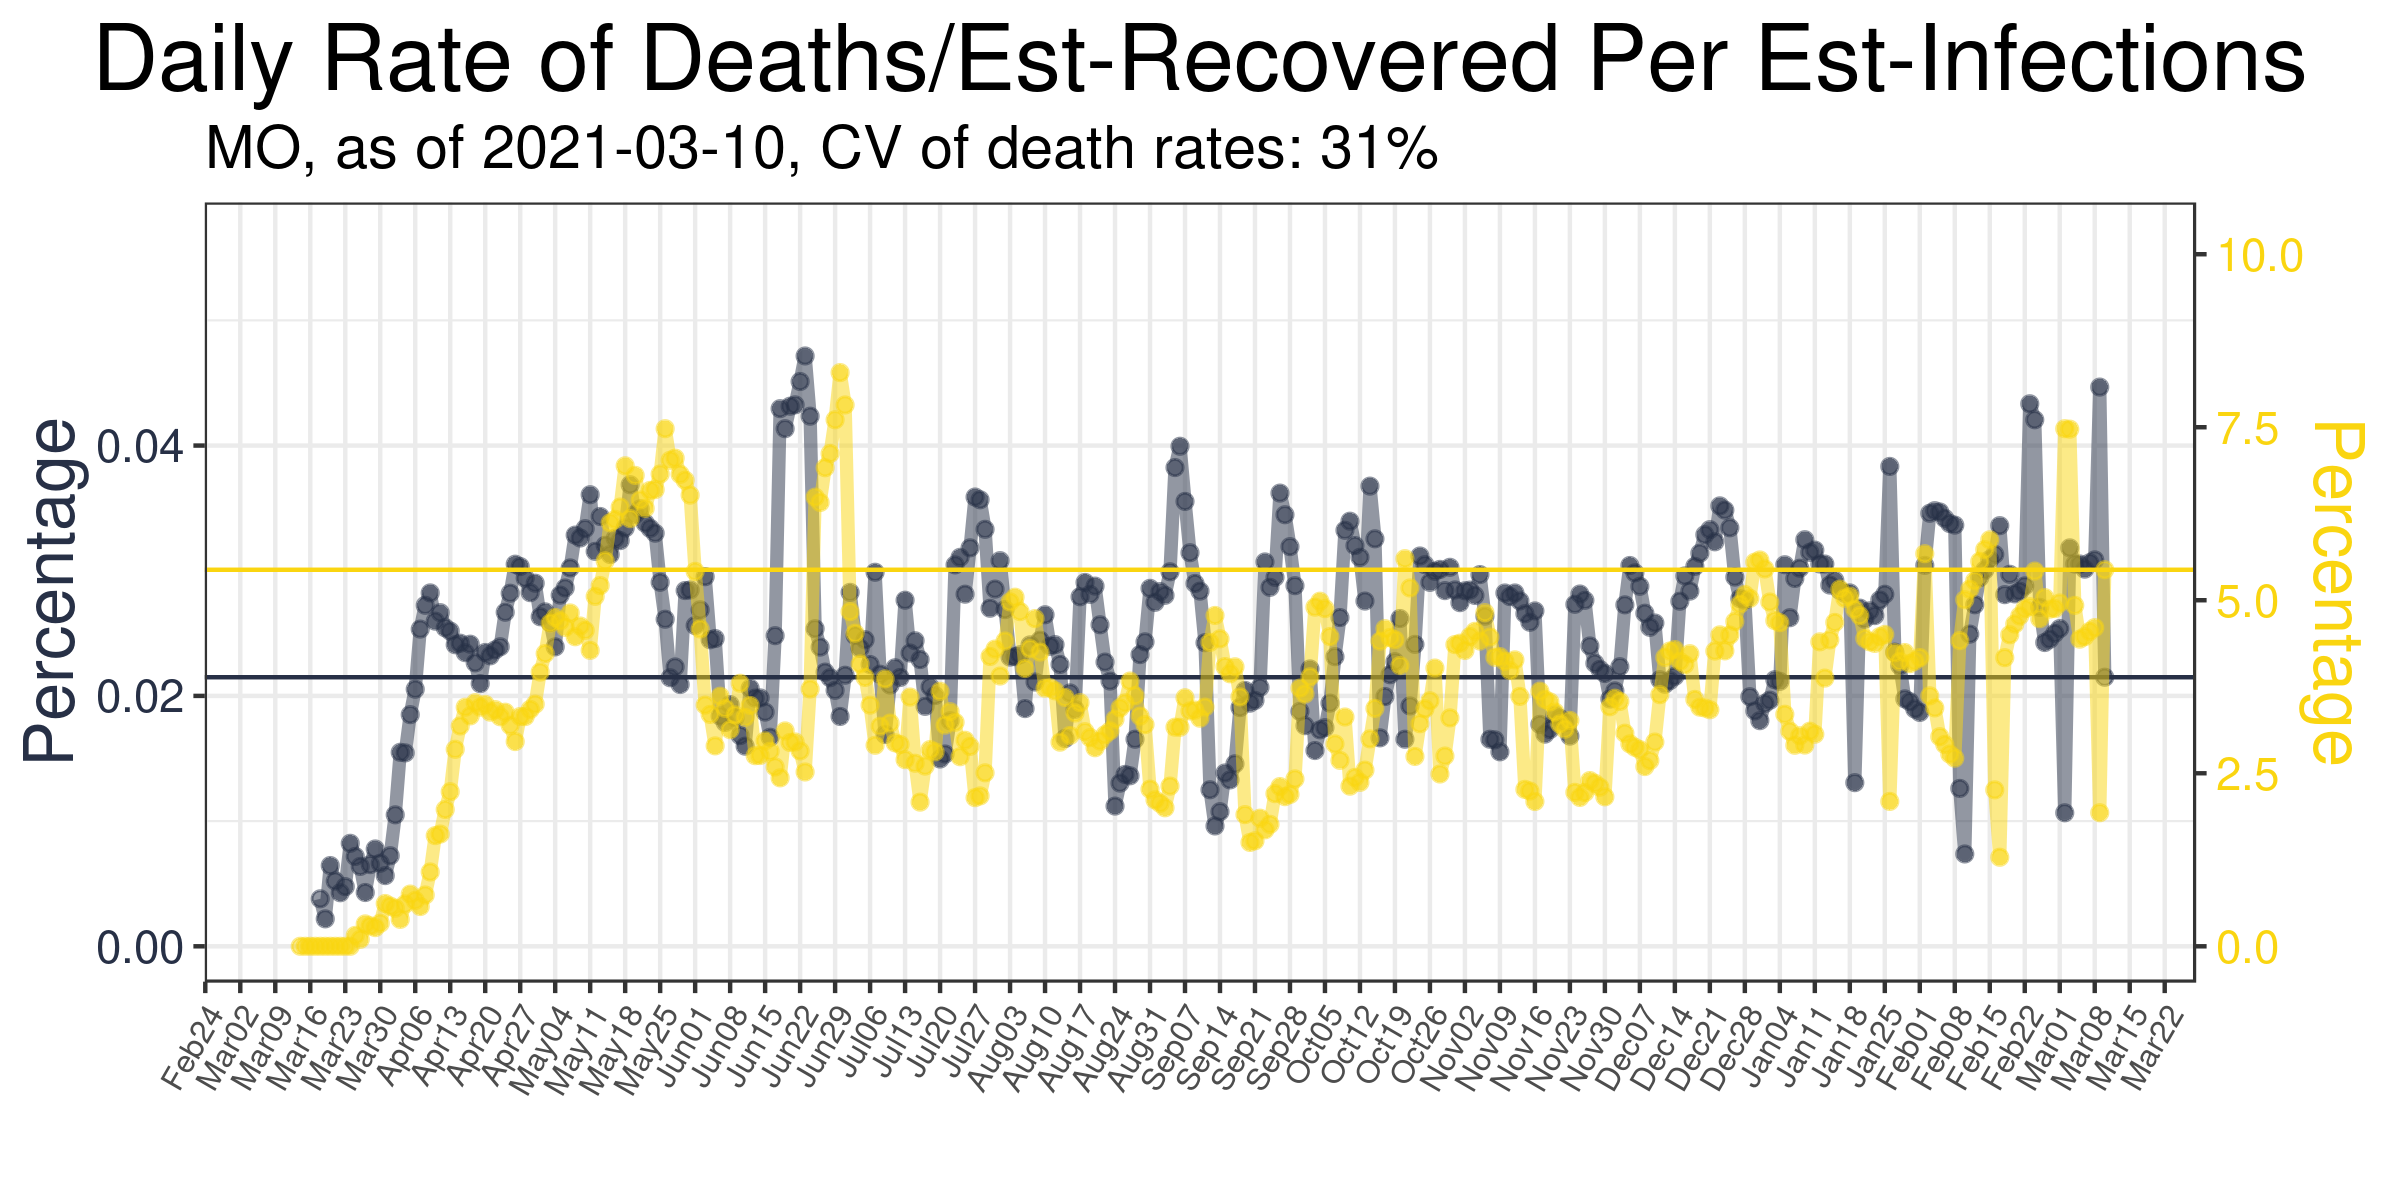 Daily Rate of Deaths/Est-Recovered Per Est-Infections
MO, as of 2021-03-10, CV of death rates: 31%
Percentage
0.04
0.02
0.00
10.0
7.5
5.0
2.5
0.0
Percentage
Feb24
Mar02
Mar09
Mar16
Mar23
Mar30
Apr06
Apr13
Apr20
Apr27
May04
May11
May18
May25
Jun01
Jun08
Jun15
Jun22
Jun29
Jul06
Jul13
Jul20
Jul27
Aug03
Aug10
Aug17
Aug24
Aug31
Sep07
Sep14
Sep21
Sep28
Oct05
Oct12
Oct19
Oct26
Nov02
Nov09
Nov16
Nov23
Nov30
Dec07
Dec14
Dec21
Dec28
Jan04
Jan11
Jan18
Jan25
Feb01
Feb08
Feb15
Feb22
Mar01
Mar08
Mar15
Mar22